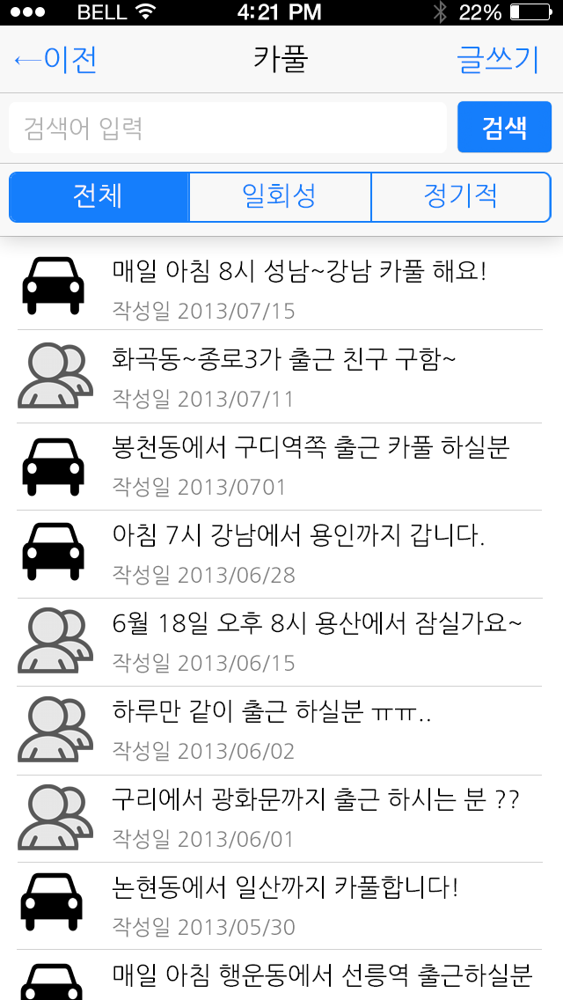 BELL 4:21 PM 22%
←이전 카풀 글쓰기
검색어 입력 검색
전체 일회성 정기적
매일 아침 8시 성남~강남 카풀 해요!
작성일 2013/07/15
화곡동~종로3가 출근 친구 구함~
작성일 2013/07/11
봉천동에서 구디역쪽 출근 카풀 하실분
작성일 2013/0701
아침 7시 강남에서 용인까지 갑니다.
작성일 2013/06/28
6월 18일 오후 8시 용산에서 잠실가요~
작성일 2013/06/15
하루만 같이 출근 하실분 ㅠㅠ..
작성일 2013/06/02
구리에서 광화문까지 출근 하시는 분 ??
작성일 2013/06/01
논현동에서 일산까지 카풀합니다!
작성일 2013/05/30
매일 아침 행운동에서 선릉역 출근하실분